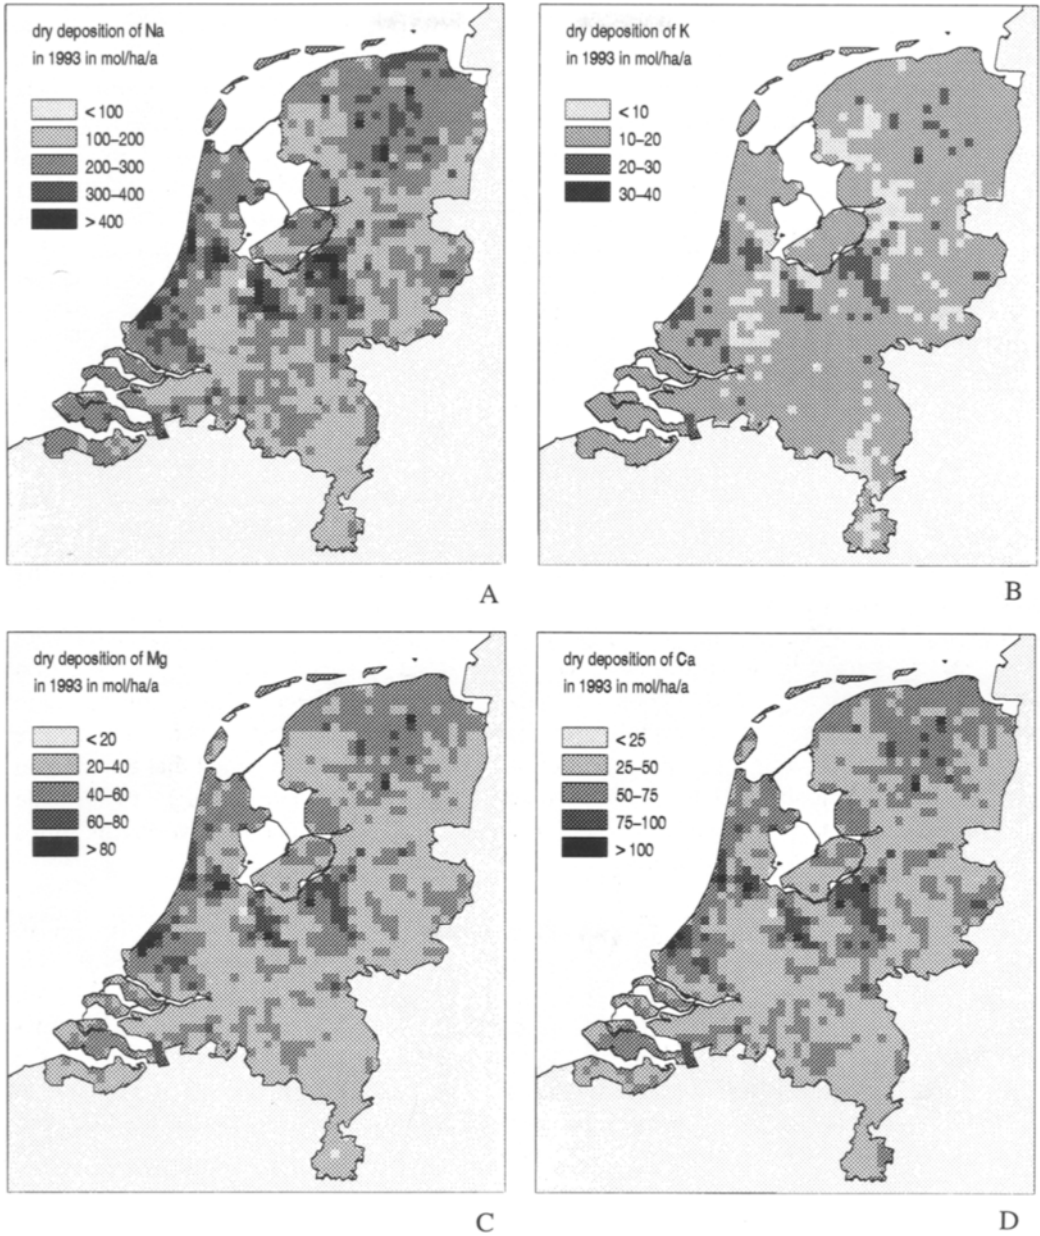 dry deposition of Na
in 1993 in mol/ha/a
< 100
100–200
200–300
300–400
> 400
A
dry deposition of K
in 1993 in mol/ha/a
< 10
10–20
20–30
30–40
B
dry deposition of Mg
in 1993 in mol/ha/a
< 20
20–40
40–60
60–80
> 80
C
dry deposition of Ca
in 1993 in mol/ha/a
< 25
25–50
50–75
75–100
> 100
D